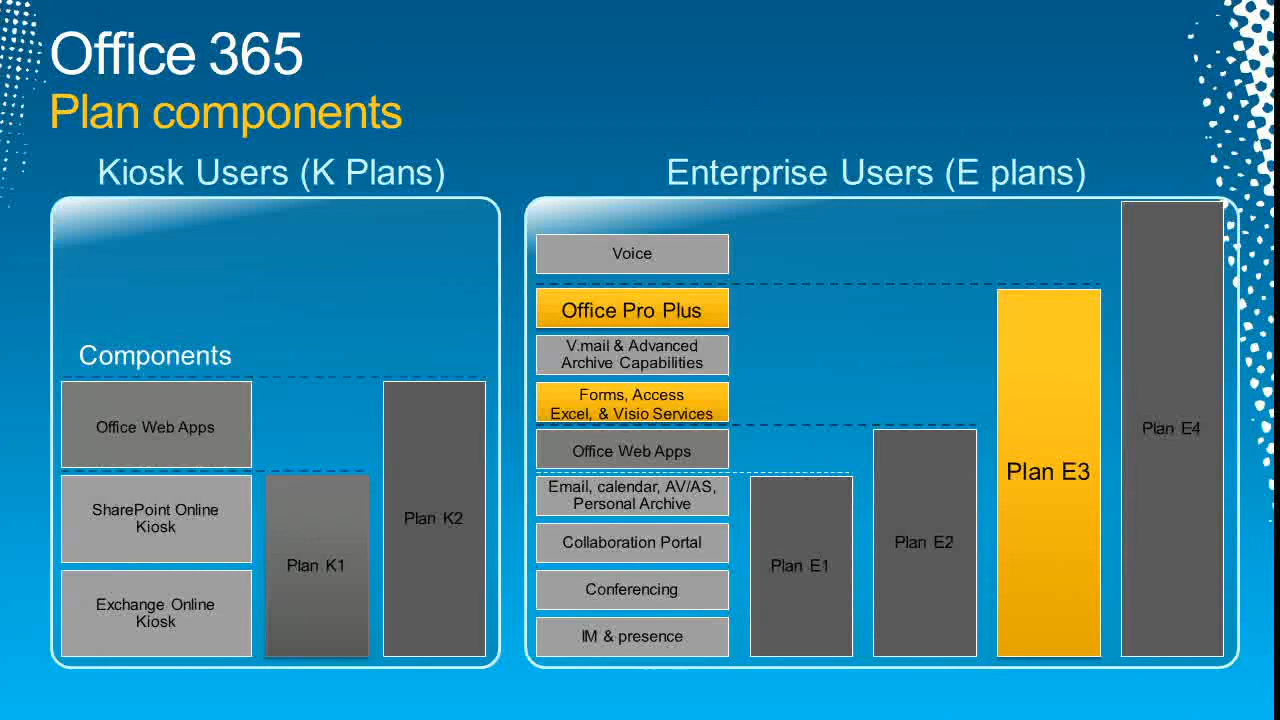 Office 365
Plan components
Kiosk Users (K Plans)
Components
Office Web Apps
SharePoint Online
Kiosk
Exchange Online
Kiosk
Plan K1
Plan K2
Enterprise Users (E plans)
Voice
Office Pro Plus
V.mail & Advanced
Archive Capabilities
Forms, Access
Excel, & Visio Services
Office Web Apps
Email, calendar, AV/AS,
Personal Archive
Collaboration Portal
Conferencing
IM & presence
Plan E1
Plan E2
Plan E3
Plan E4